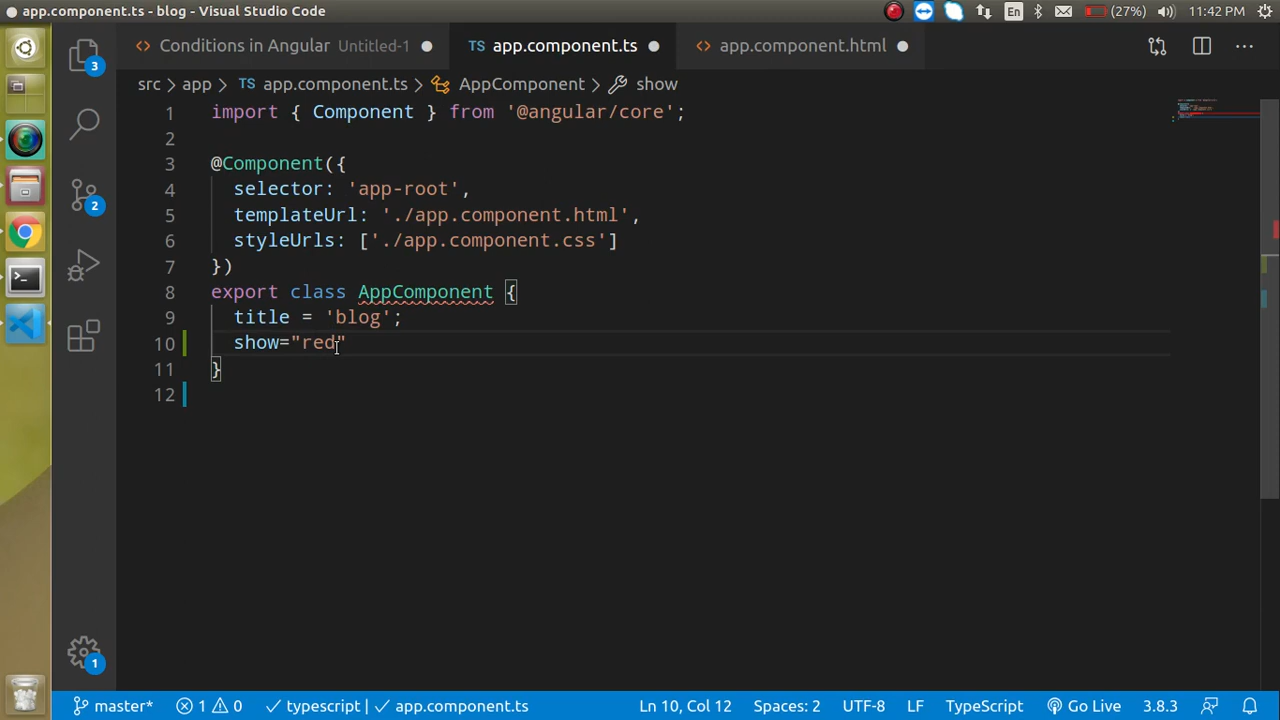 app.component.ts - blog - Visual Studio Code
En
(27%)
11:42 PM
Conditions in Angular Untitled-1
TS app.component.ts
app.component.html
src > app > TS app.component.ts > AppComponent > show
1 import { Component } from '@angular/core';
2
3 @Component({
4 selector: 'app-root',
5 templateUrl: './app.component.html',
6 styleUrls: ['./app.component.css']
7 })
8 export class AppComponent {
9 title = 'blog';
10 show="red"
11 }
12
3
2
1
master* 1 0 typescript | app.component.ts Ln 10, Col 12 Spaces: 2 UTF-8 LF TypeScript Go Live 3.8.3